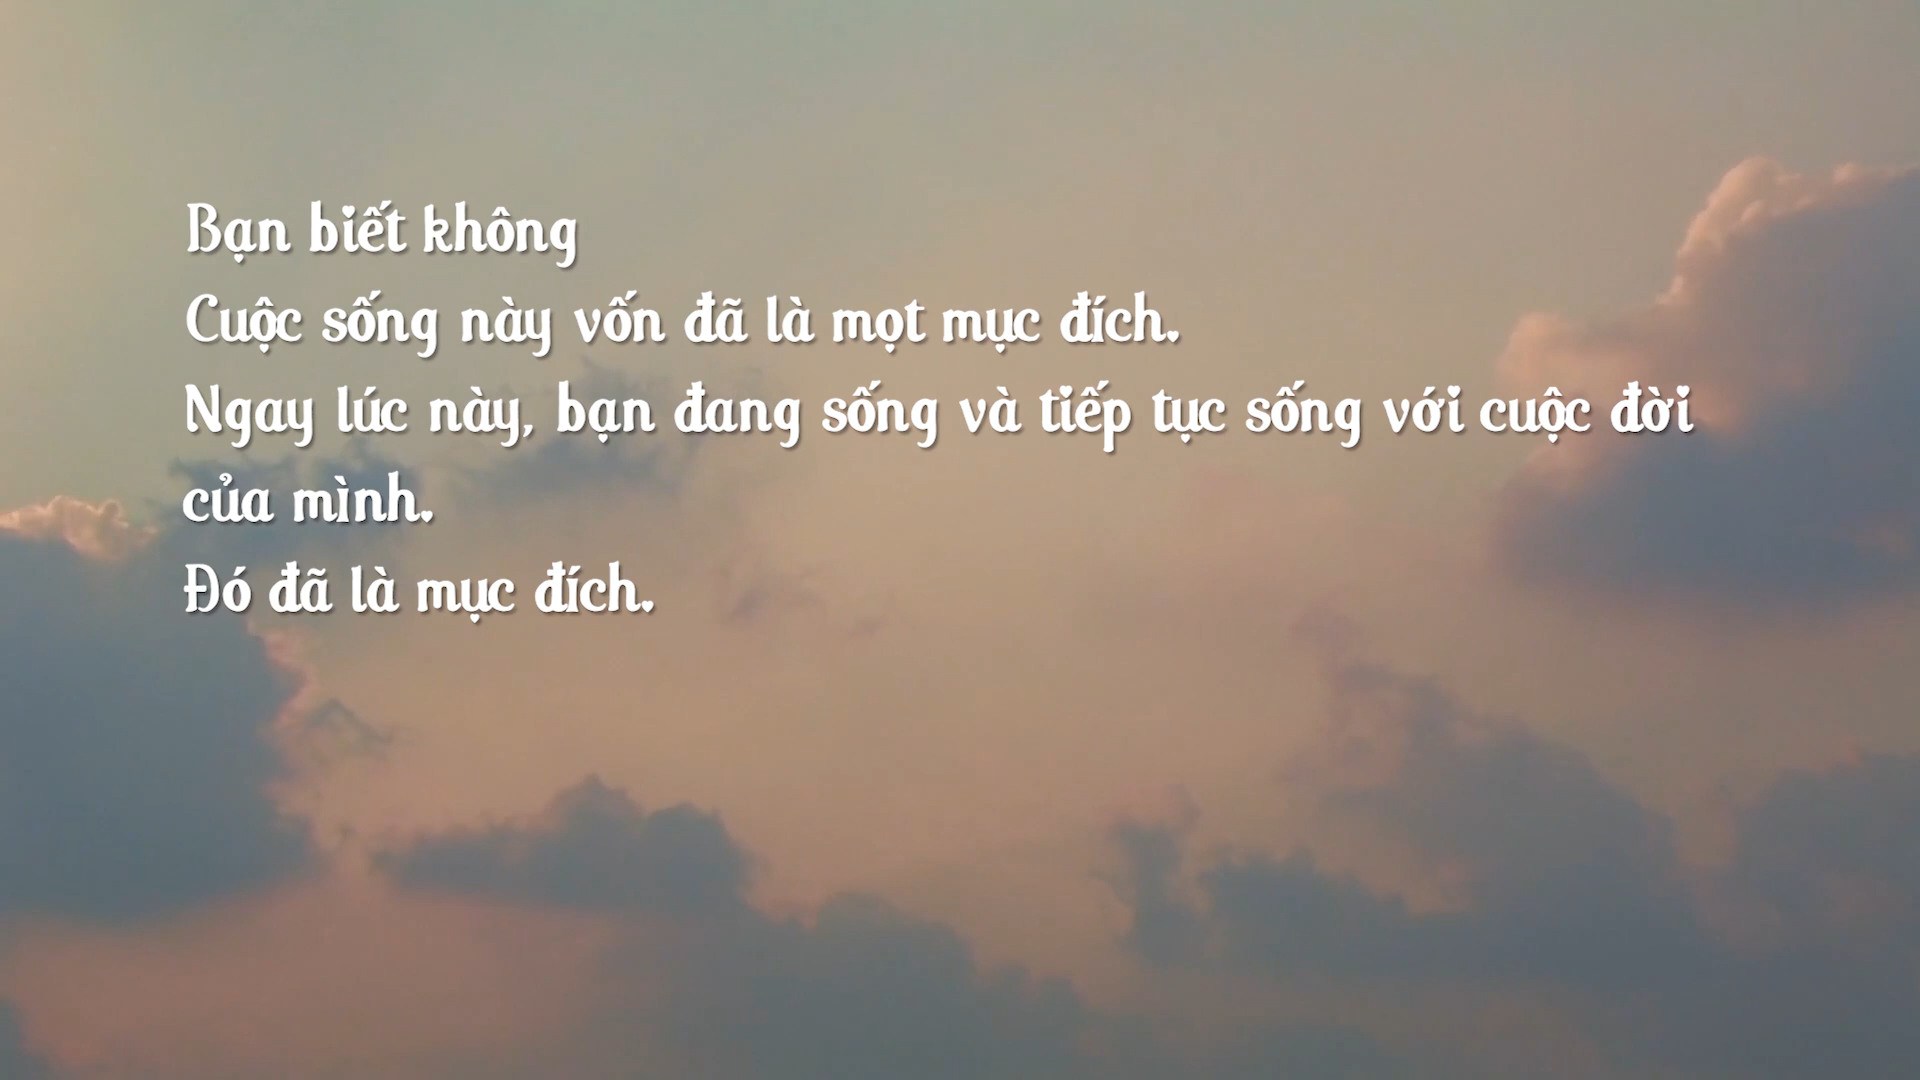 Bạn biết không
Cuộc sống này vốn đã là mọt mục đích.
Ngay lúc này, bạn đang sống và tiếp tục sống với cuộc đời
của mình.
Đó đã là mục đích.